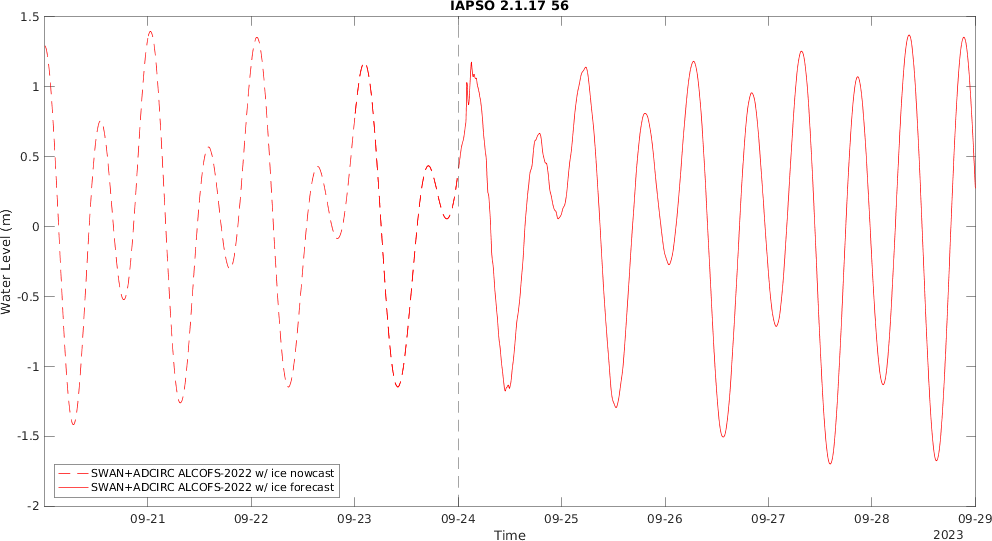 IAPSO 2.1.17 56
1.5
1
0.5
0
-0.5
-1
-1.5
-2
Water Level (m)
SWAN+ADCIRC ALCOFS-2022 w/ ice nowcast
SWAN+ADCIRC ALCOFS-2022 w/ ice forecast
09-21 09-22 09-23 09-24 09-25 09-26 09-27 09-28 09-29
Time
2023